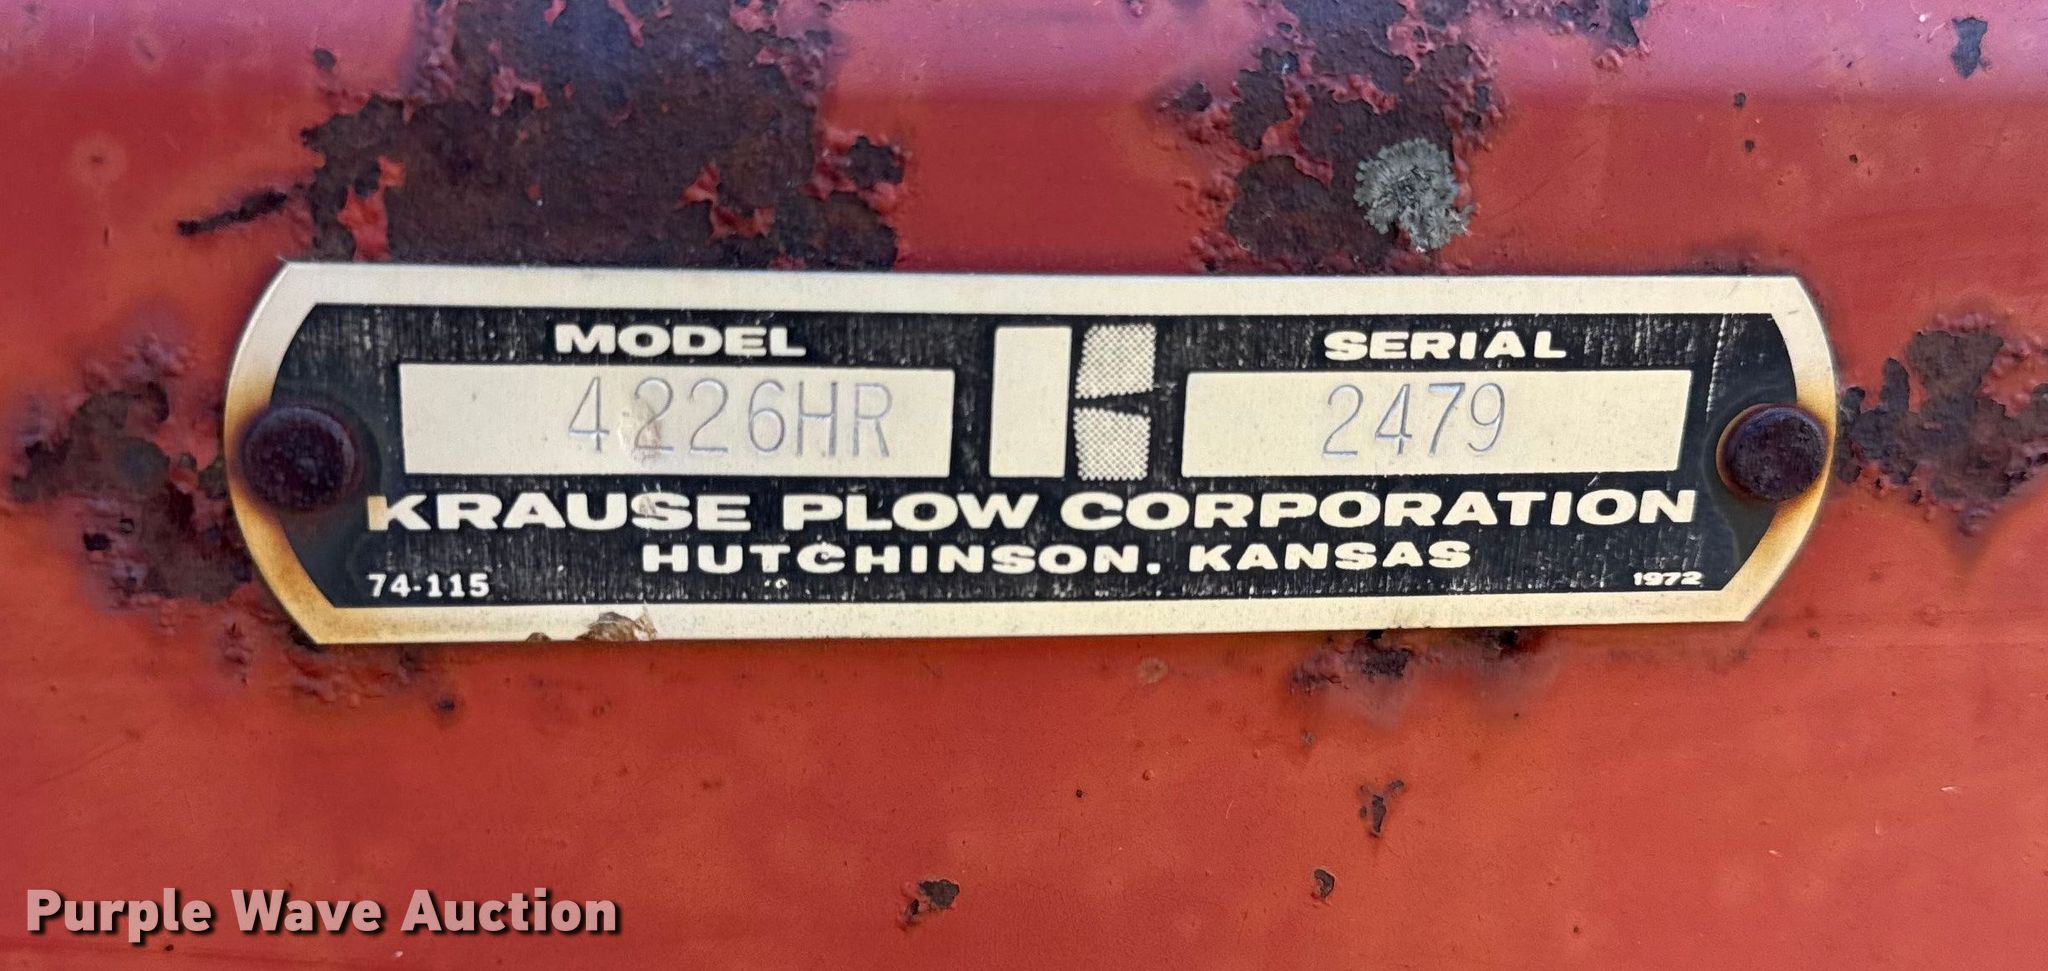 MODEL
SERIAL
4226HR
2479
KRAUSE PLOW CORPORATION
HUTCHINSON, KANSAS
74-115
1972
Purple Wave Auction